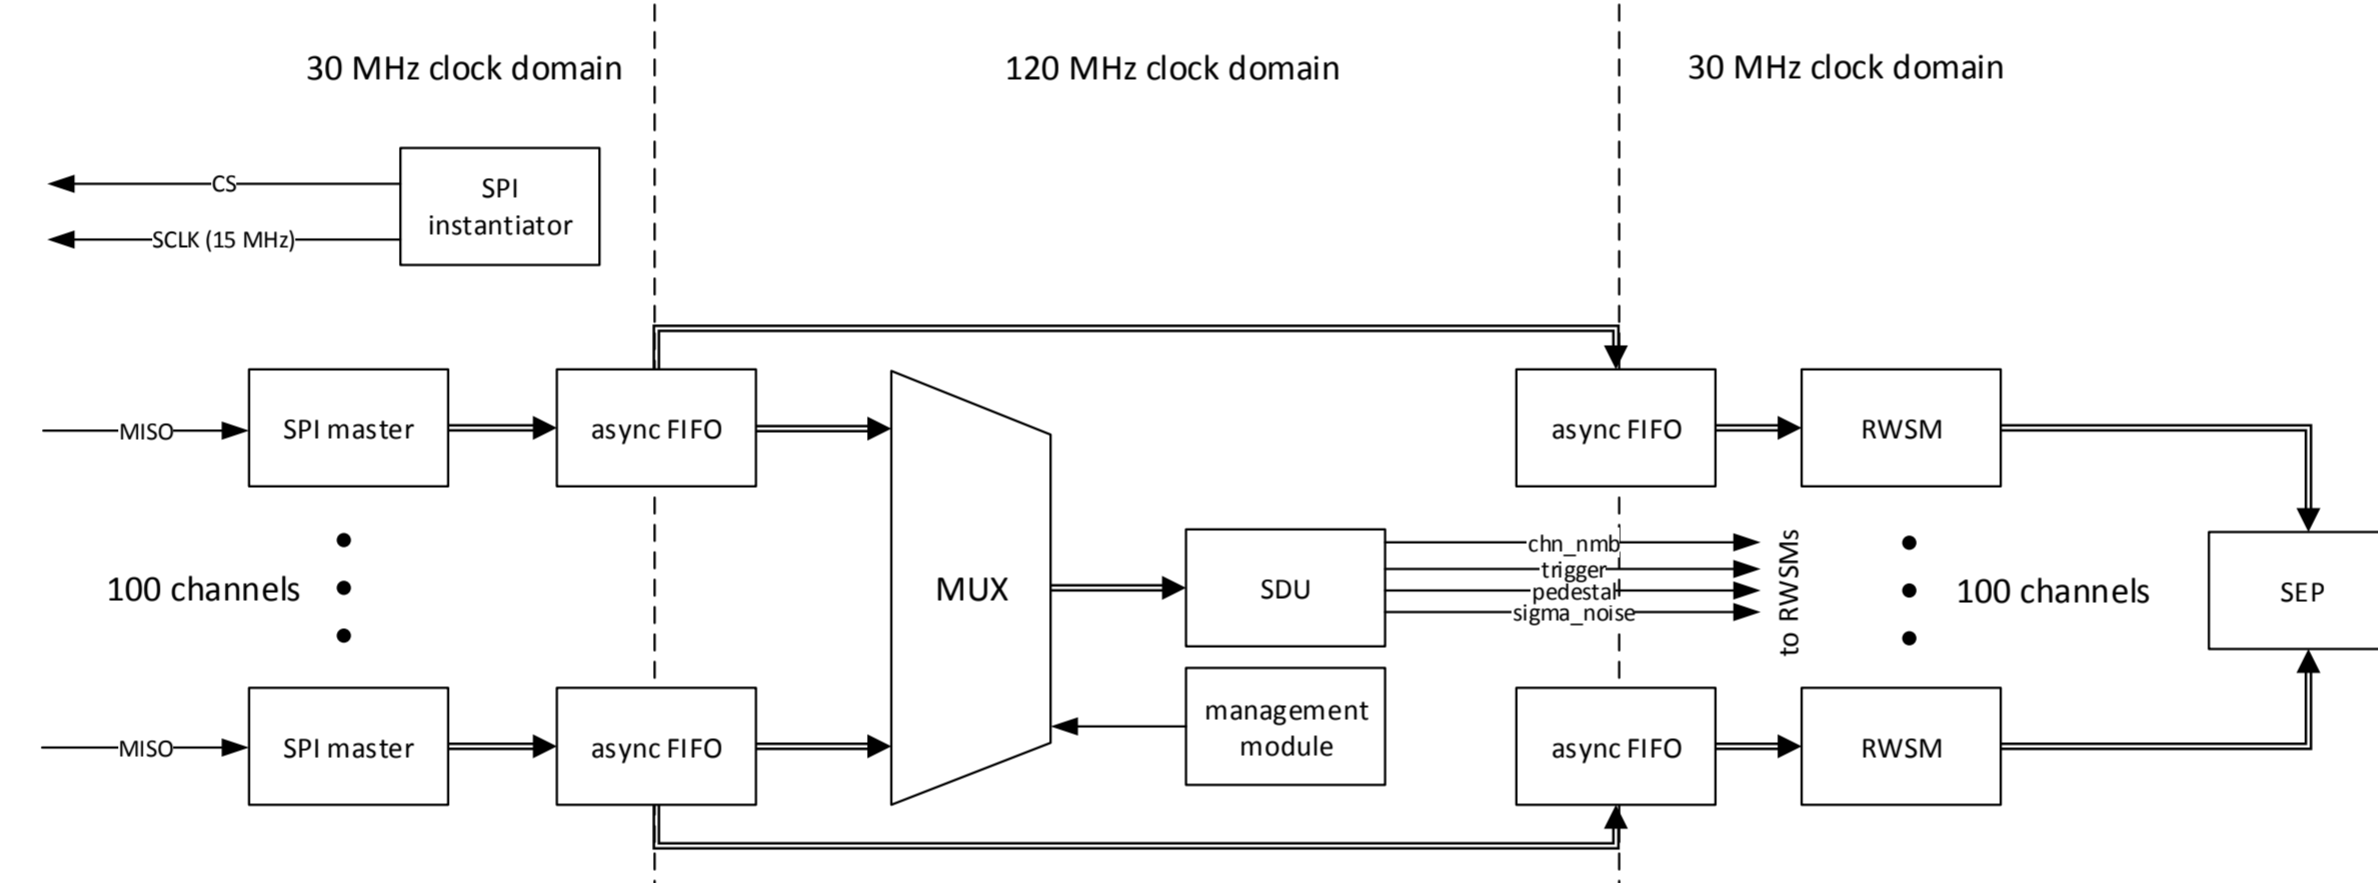 30 MHz clock domain
120 MHz clock domain
30 MHz clock domain
CS
SPI
instantiator
SCLK (15 MHz)
MISO
SPI master
async FIFO
async FIFO
RWSM
100 channels
MUX
SDU
chn_nmb
trigger
pedestal
sigma_noise
to RWSMs
100 channels
SEP
management
module
MISO
SPI master
async FIFO
async FIFO
RWSM